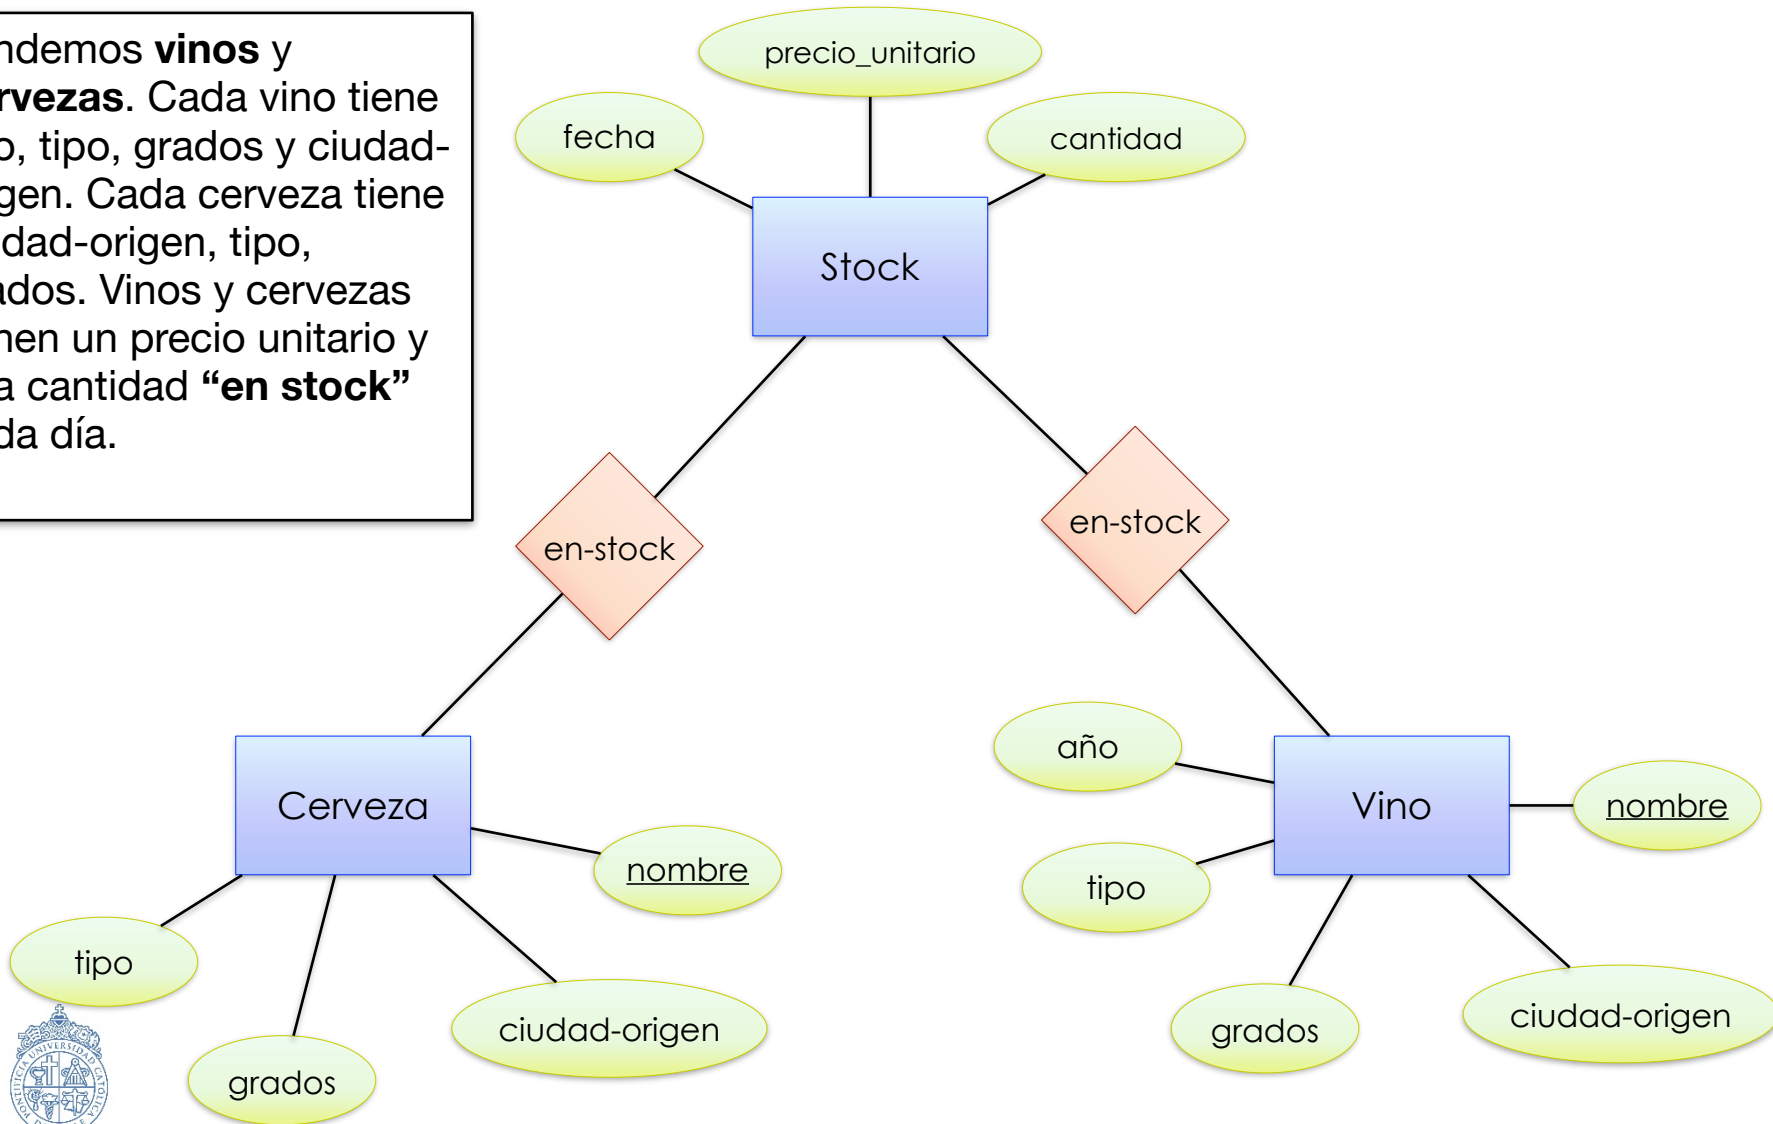 ndemos vinos y
rvezas. Cada vino tiene
o, tipo, grados y ciudad-
gen. Cada cerveza tiene
dad-origen, tipo,
ados. Vinos y cervezas
nen un precio unitario y
a cantidad “en stock”
da día.
precio_unitario
fecha
cantidad
Stock
en-stock
en-stock
año
Cerveza
Vino
nombre
nombre
tipo
tipo
ciudad-origen
grados
ciudad-origen
grados